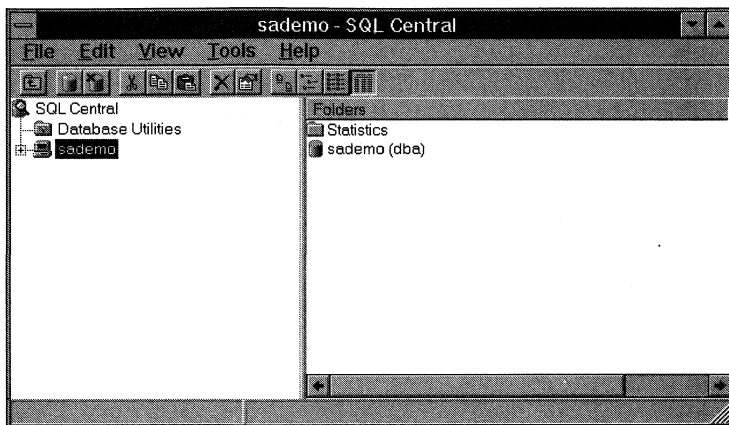 sademo - SQL Central
File Edit View Tools Help
SQL Central
Database Utilities
sademo
Folders
Statistics
sademo (dba)